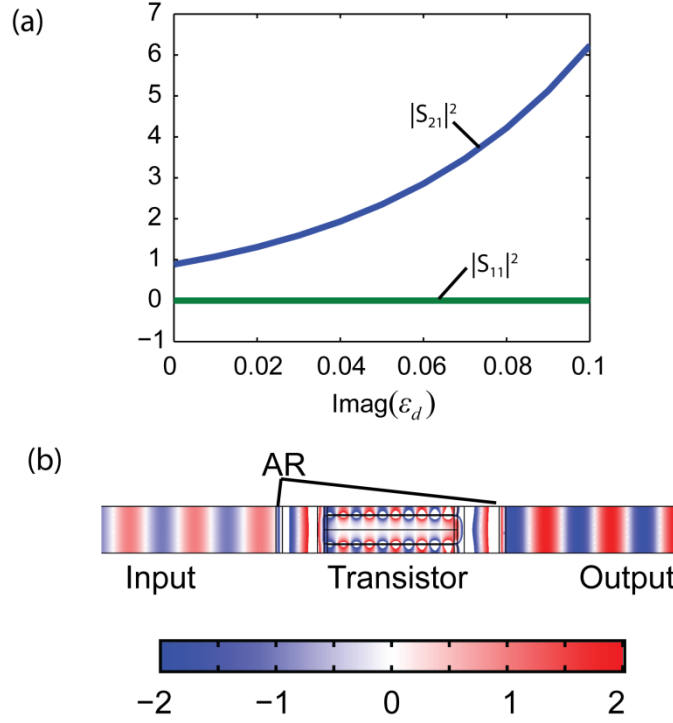 (a)
7
6
5
4
3
2
1
0
−1
|S₂₁|²
|S₁₁|²
0 0.02 0.04 0.06 0.08 0.1
Imag(ε_d)
(b)
AR
Input Transistor Output
−2 −1 0 1 2